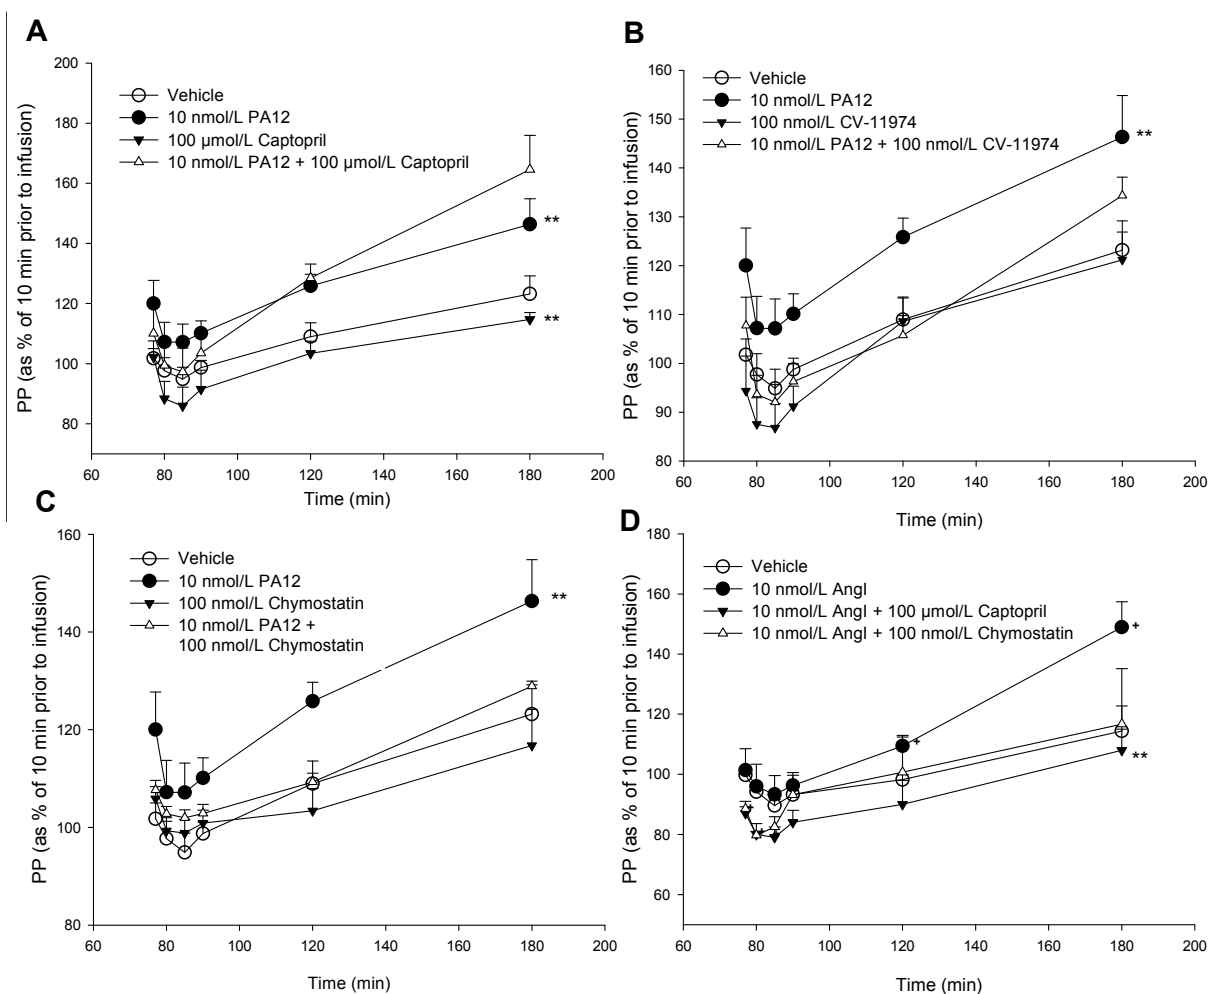 A
PP (as % of 10 min prior to infusion)
200
180
160
140
120
100
80
Vehicle
10 nmol/L PA12
100 µmol/L Captopril
10 nmol/L PA12 + 100 µmol/L Captopril
**
**
60 80 100 120 140 160 180 200
Time (min)
B
PP (as % of 10 min prior to infusion)
160
150
140
130
120
110
100
90
80
Vehicle
10 nmol/L PA12
100 nmol/L CV-11974
10 nmol/L PA12 + 100 nmol/L CV-11974
**
60 80 100 120 140 160 180 200
Time (min)
C
PP (as % of 10 min prior to infusion)
160
140
120
100
80
Vehicle
10 nmol/L PA12
100 nmol/L Chymostatin
10 nmol/L PA12 +
100 nmol/L Chymostatin
**
60 80 100 120 140 160 180 200
Time (min)
D
PP (as % of 10 min prior to infusion)
180
160
140
120
100
80
60
Vehicle
10 nmol/L AngI
10 nmol/L AngI + 100 µmol/L Captopril
10 nmol/L AngI + 100 nmol/L Chymostatin
+
+
**
60 80 100 120 140 160 180 200
Time (min)